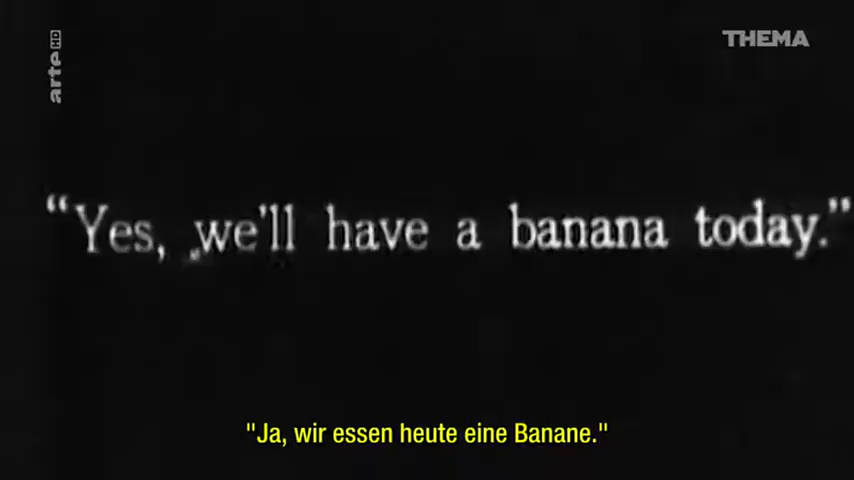 arte HD
THEMA
“Yes, we'll have a banana today.”
"Ja, wir essen heute eine Banane."